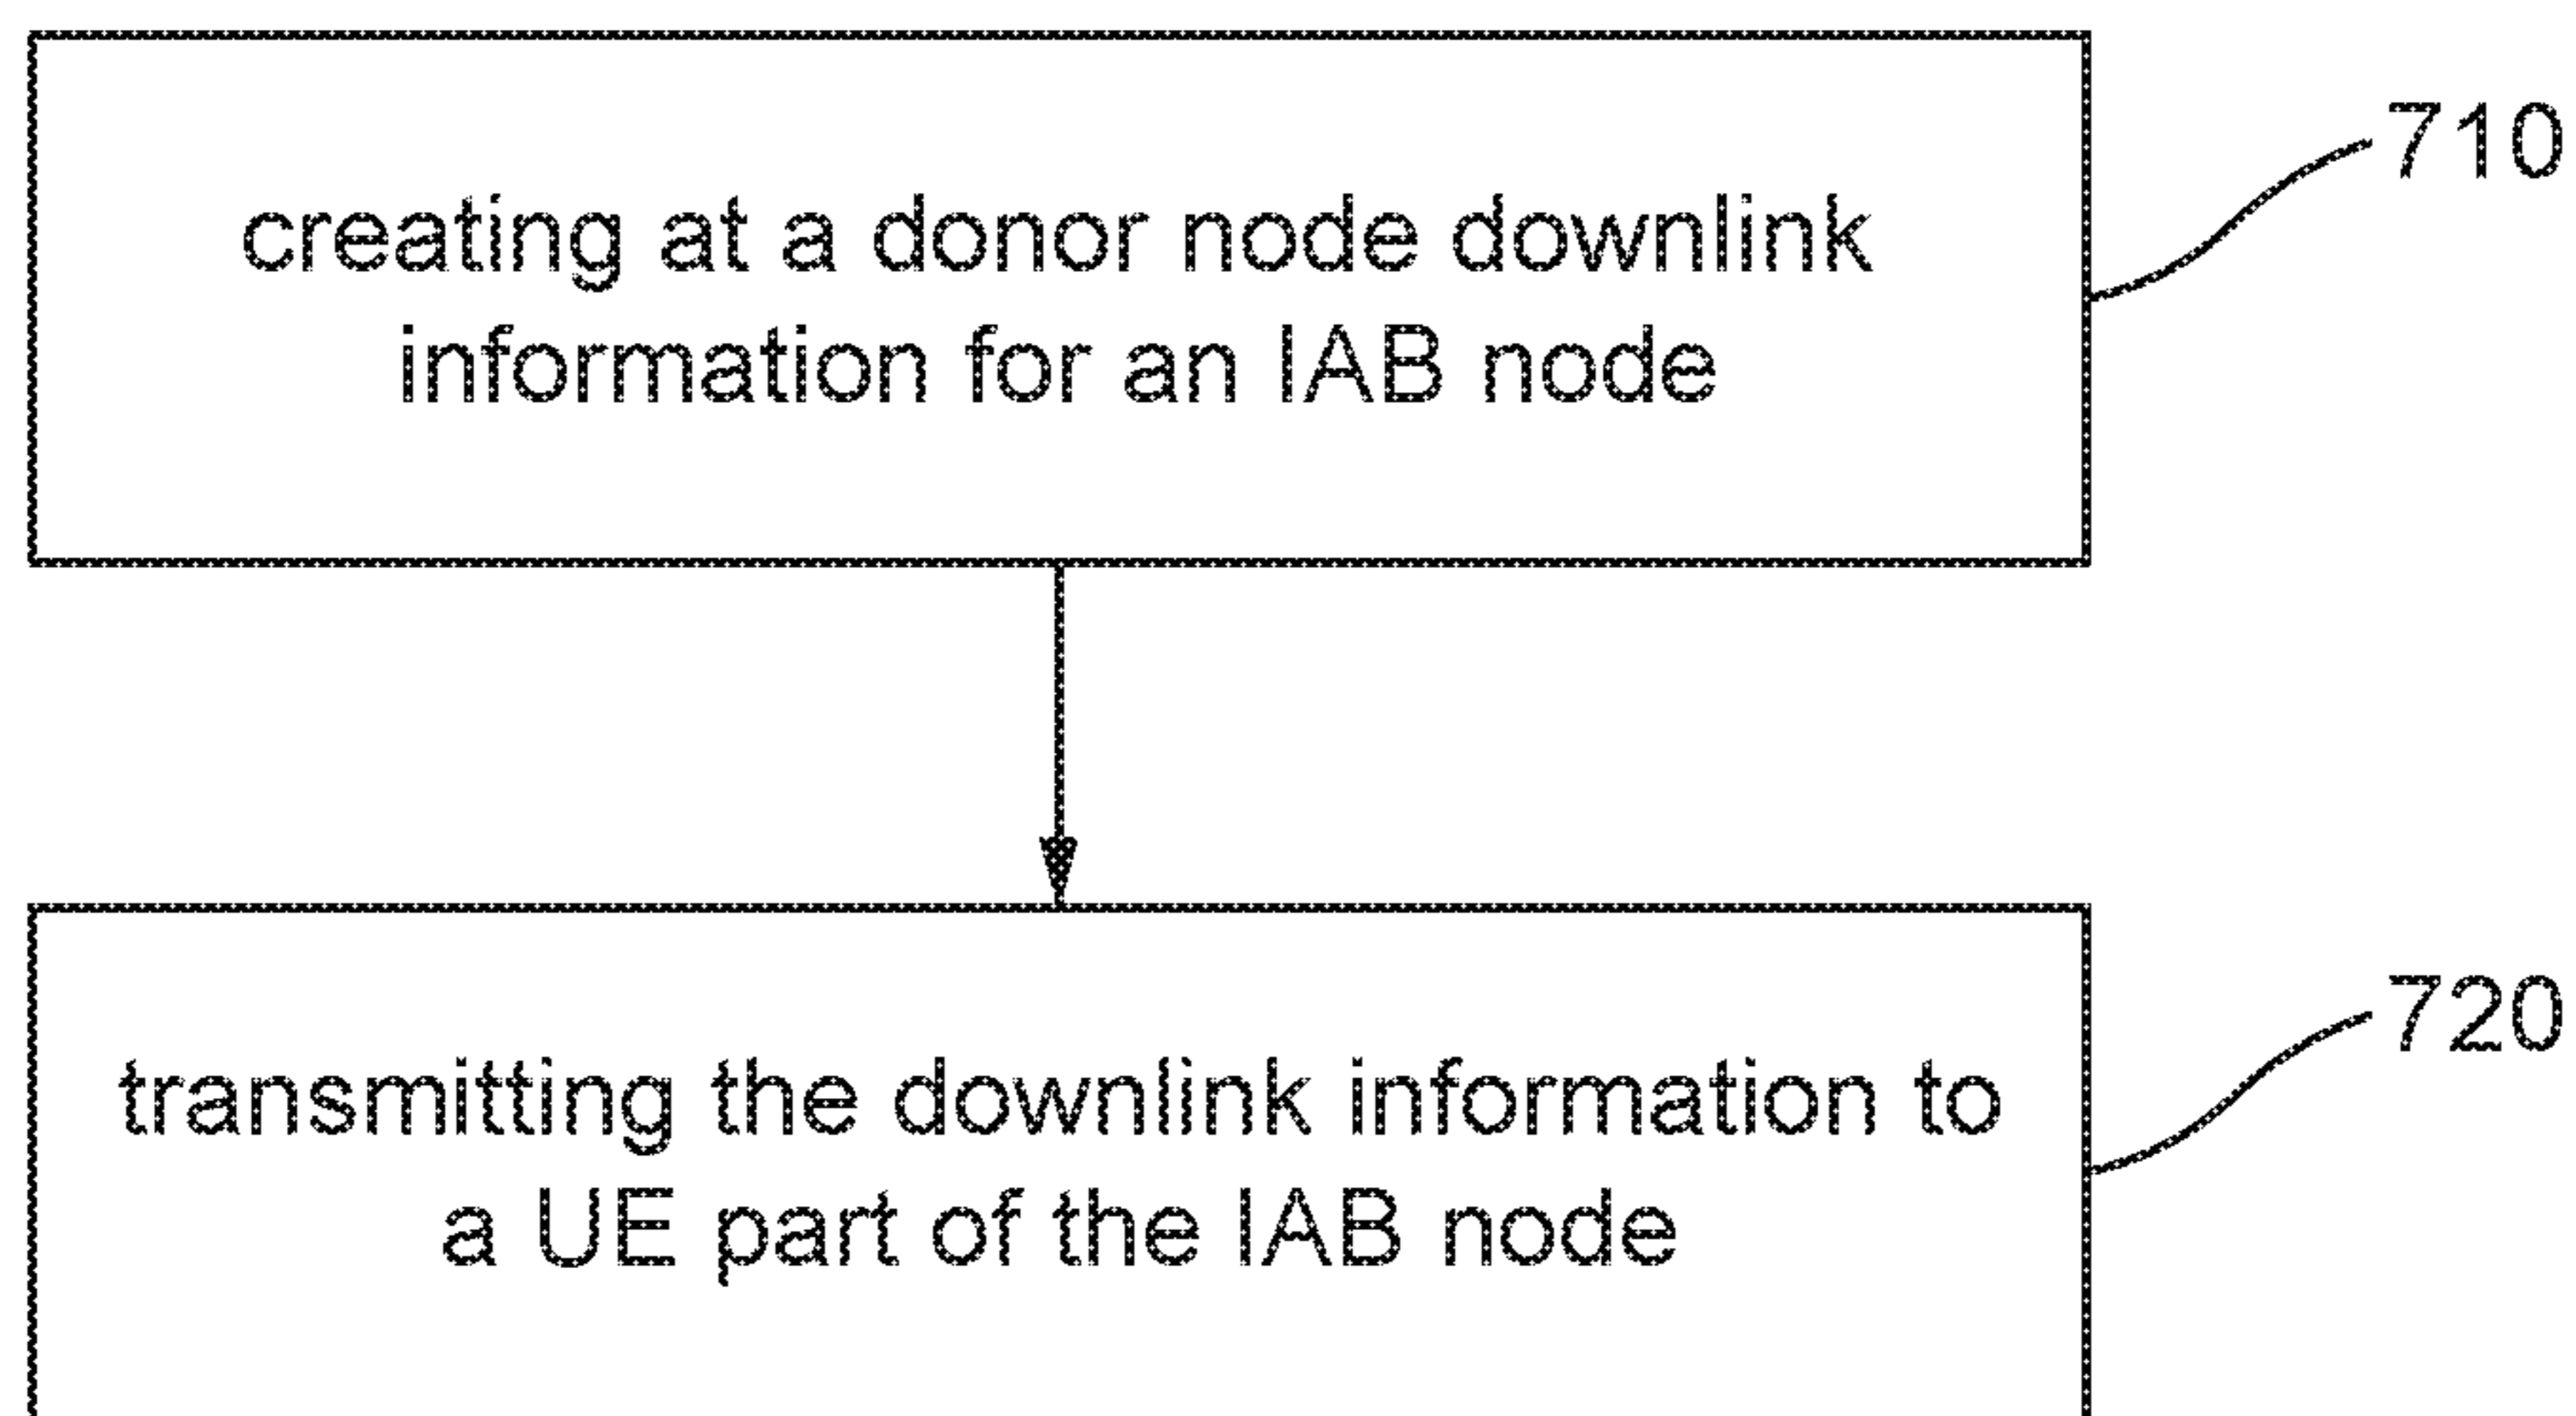 creating at a donor node downlink
information for an IAB node
710
transmitting the downlink information to
a UE part of the IAB node
720